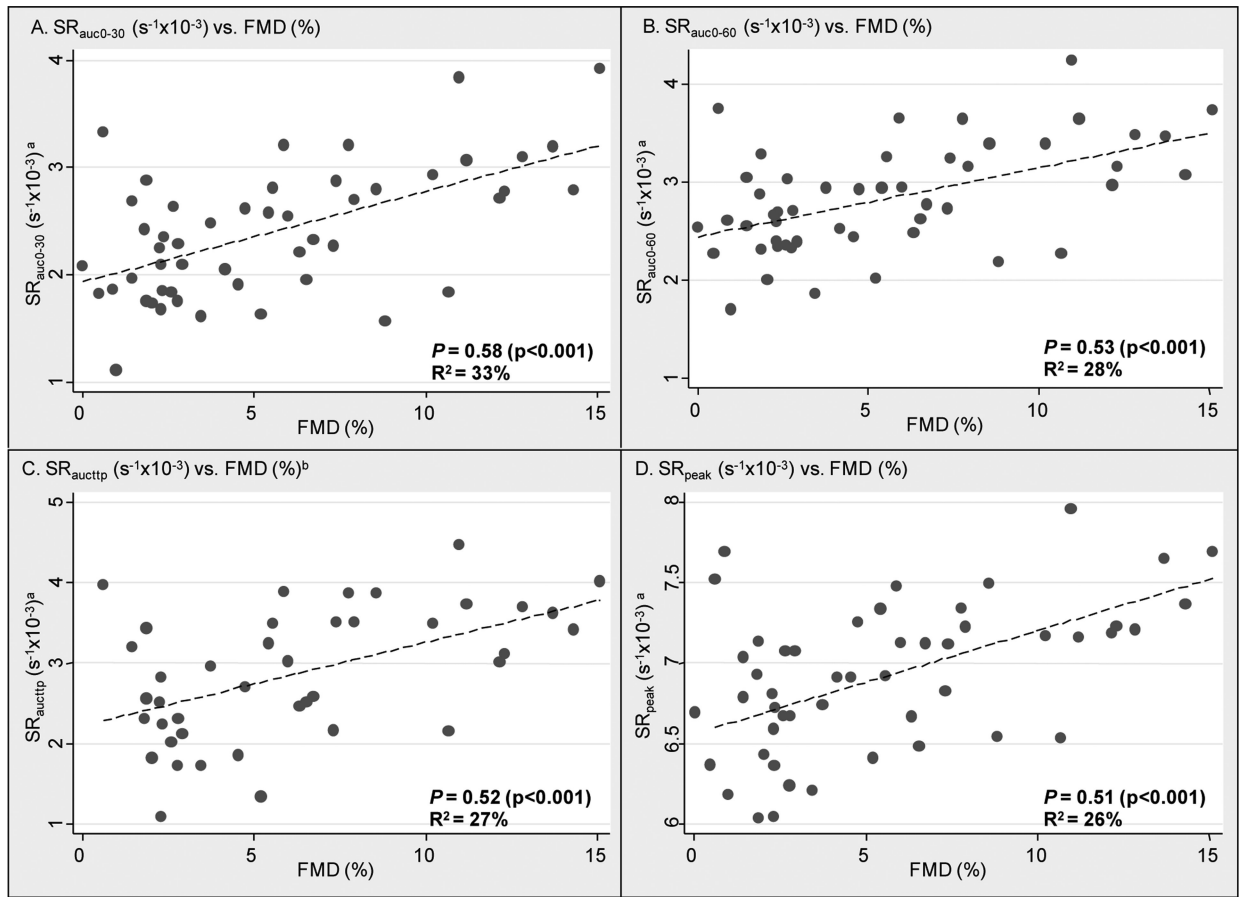 A. SRauc0-30 (s-1x10-3) vs. FMD (%)
SRauc0-30 (s-1x10-3) a
4
3
2
1
P = 0.58 (p<0.001)
R2 = 33%
0 5 10 15
FMD (%)
B. SRauc0-60 (s-1x10-3) vs. FMD (%)
SRauc0-60 (s-1x10-3) a
4
3
2
1
P = 0.53 (p<0.001)
R2 = 28%
0 5 10 15
FMD (%)
C. SRaucttp (s-1x10-3) vs. FMD (%)b
SRaucttp (s-1x10-3)a
5
4
3
2
1
P = 0.52 (p<0.001)
R2 = 27%
0 5 10 15
FMD (%)
D. SRpeak (s-1x10-3) vs. FMD (%)
SRpeak (s-1x10-3) a
8
7.5
7
6.5
6
P = 0.51 (p<0.001)
R2 = 26%
0 5 10 15
FMD (%)